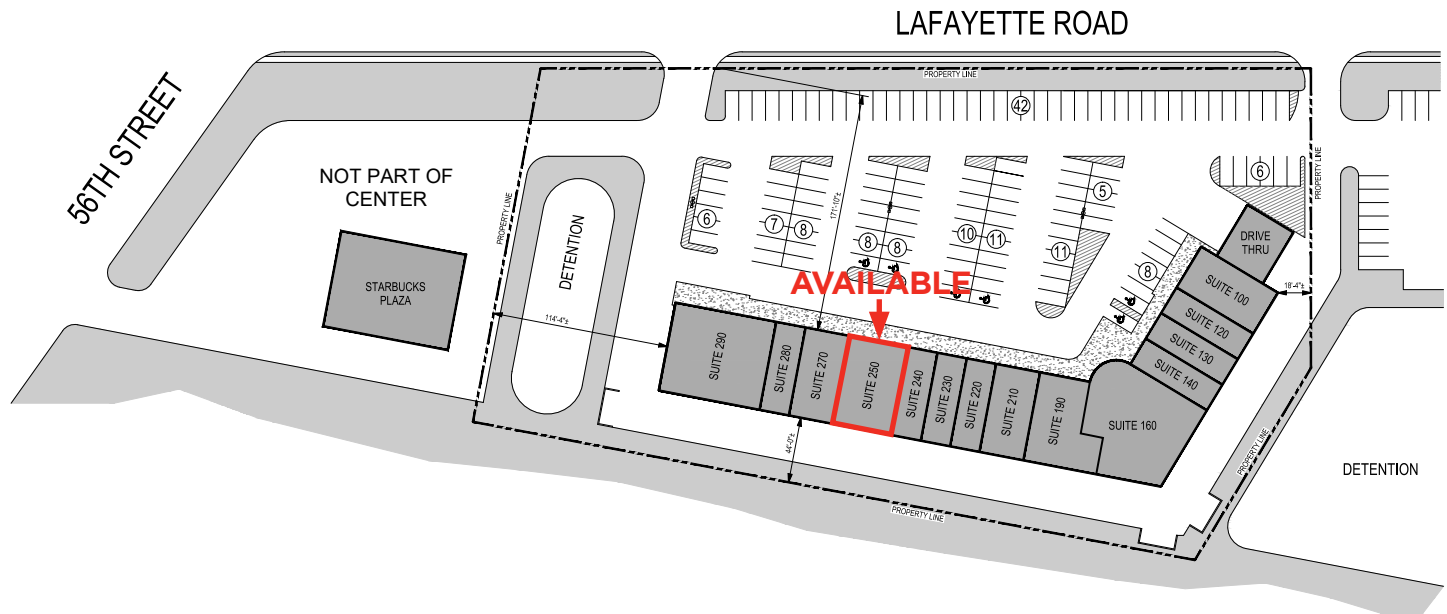 LAFAYETTE ROAD
56TH STREET
PROPERTY LINE
42
NOT PART OF
CENTER
PROPERTY LINE
PROPERTY LINE
DETENTION
STARBUCKS
PLAZA
6
7
8
8
8
10
11
11
5
6
8
171'-10"±
114'-4"±
18'-4"±
44'-0"±
AVAILABLE
DRIVE
THRU
SUITE 100
SUITE 120
SUITE 130
SUITE 140
SUITE 160
SUITE 290
SUITE 280
SUITE 270
SUITE 250
SUITE 240
SUITE 230
SUITE 220
SUITE 210
SUITE 190
PROPERTY LINE
PROPERTY LINE
DETENTION